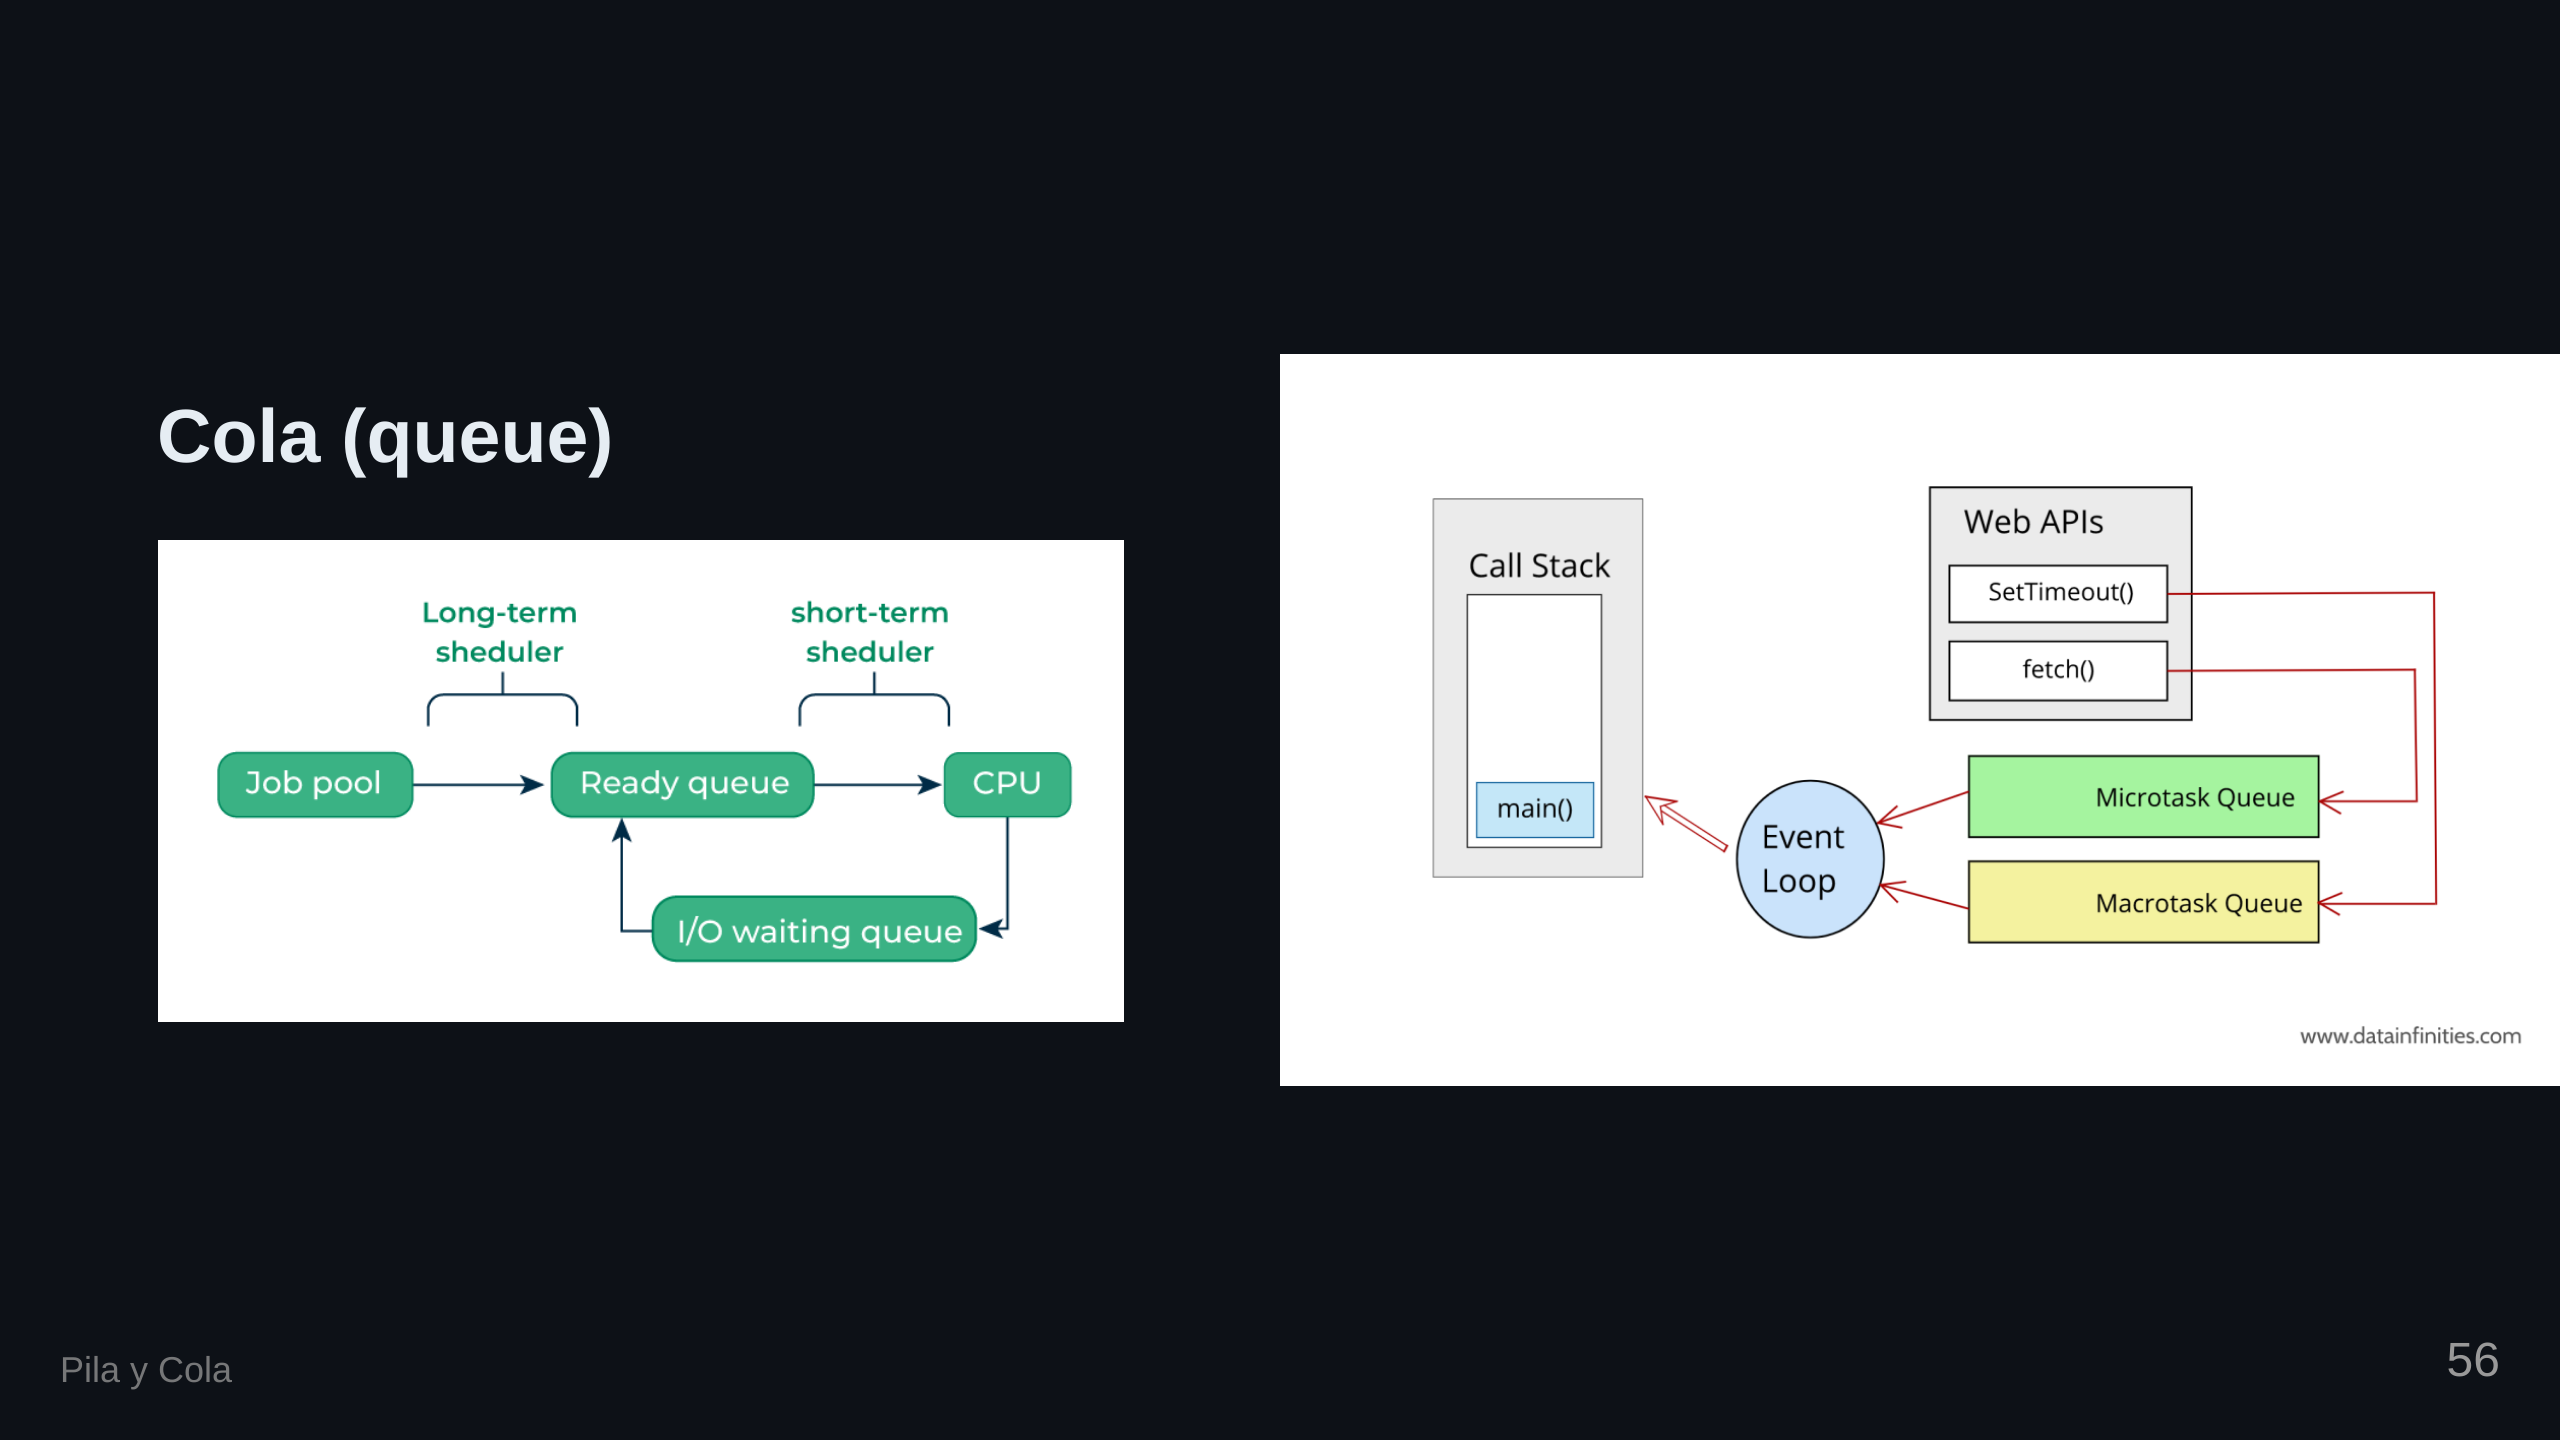 Cola (queue)
Long-term
sheduler
short-term
sheduler
Job pool
Ready queue
CPU
I/O waiting queue
Call Stack
main()
Web APIs
SetTimeout()
fetch()
Event
Loop
Microtask Queue
Macrotask Queue
www.datainfinities.com
Pila y Cola
56